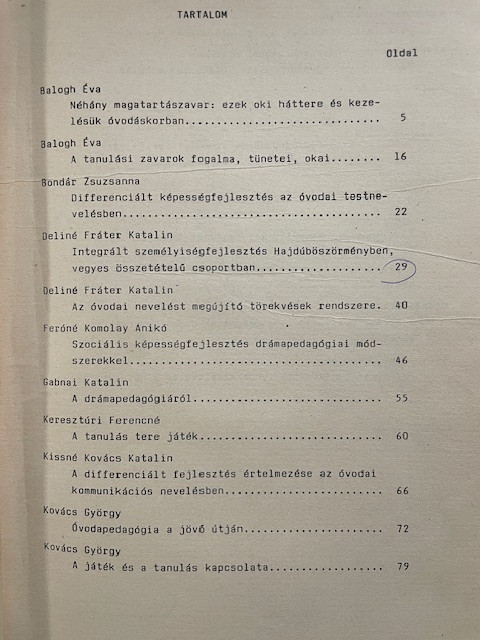 TARTALOM
Oldal
Balogh Éva
Néhány magatartászavar: ezek oki háttere és keze-
lésük óvodáskorban............................... 5
Balogh Éva
A tanulási zavarok fogalma, tünetei, okai........ 16
Bondár Zsuzsanna
Differenciált képességfejlesztés az óvodai testne-
velésben......................................... 22
Deliné Fráter Katalin
Integrált személyiségfejlesztés Hajdúböszörményben,
vegyes összetételű csoportban.................... 29
Deliné Fráter Katalin
Az óvodai nevelést megújító törekvések rendszere. 40
Feróné Komolay Anikó
Szociális képességfejlesztés drámapedagógiai mód-
szerekkel........................................ 46
Gabnai Katalin
A drámapedagógiáról.............................. 55
Keresztúri Ferencné
A tanulás tere játék............................. 60
Kissné Kovács Katalin
A differenciált fejlesztés értelmezése az óvodai
kommunikációs nevelésben......................... 66
Kovács György
Óvodapedagógia a jövő útján...................... 72
Kovács György
A játék és a tanulás kapcsolata.................. 79